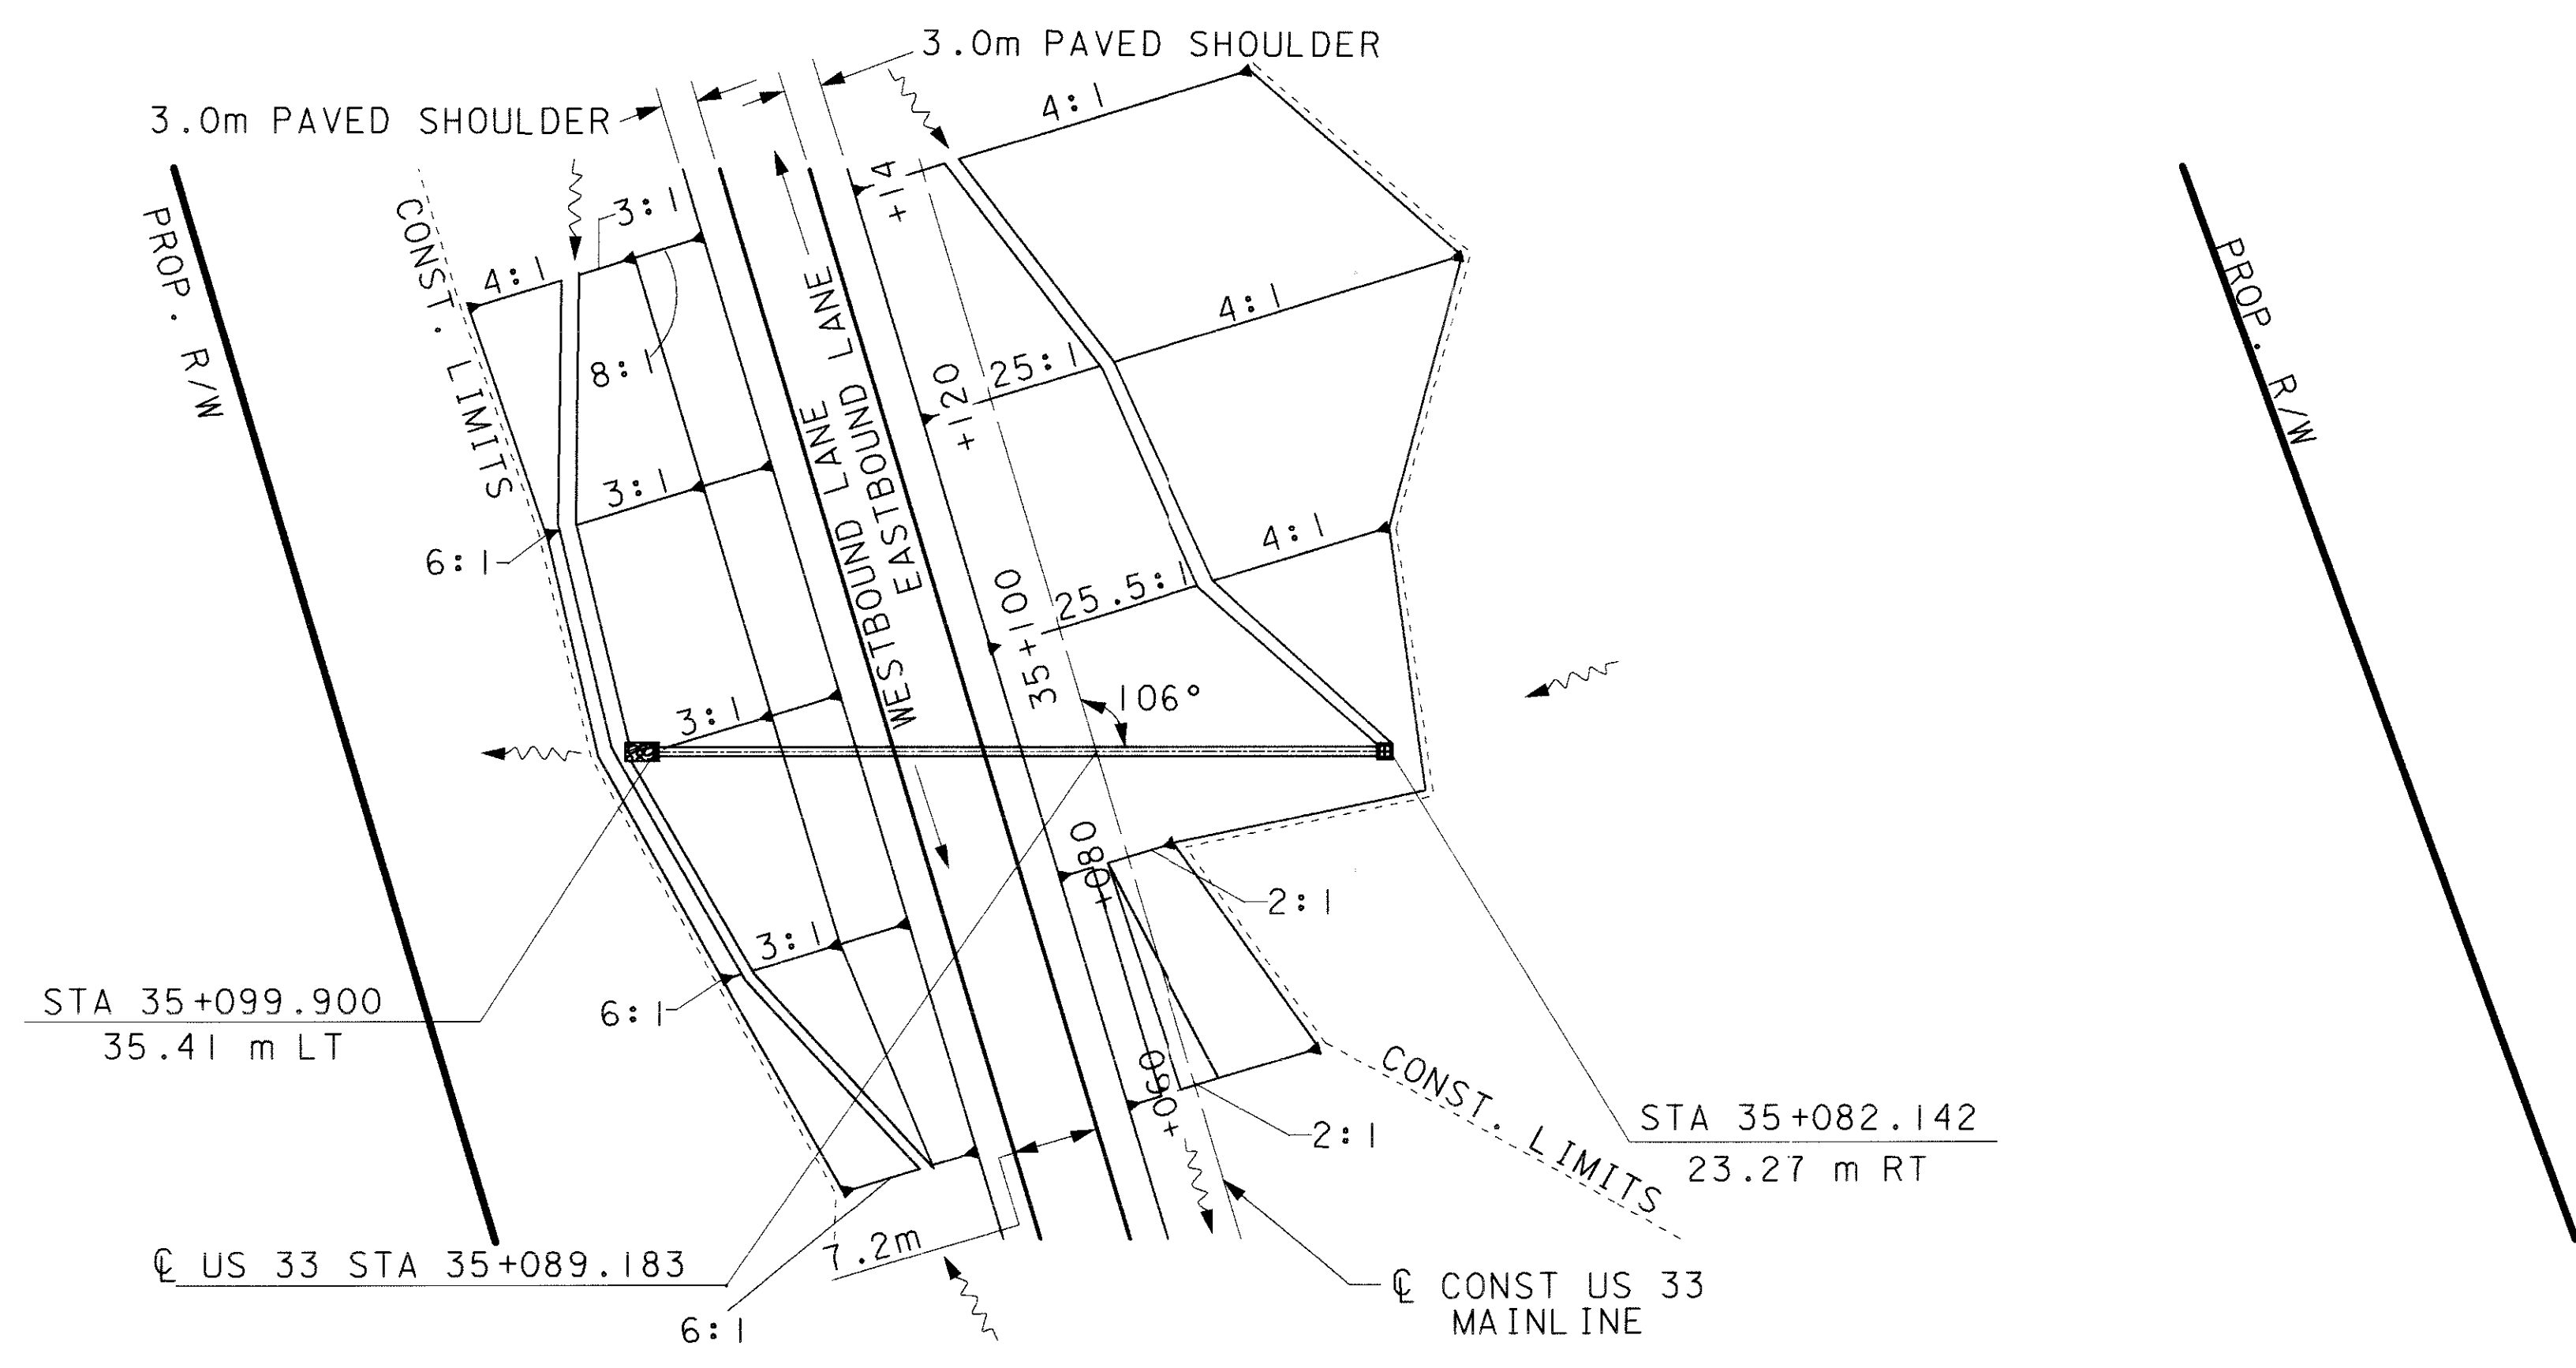 3.0m PAVED SHOULDER
3.0m PAVED SHOULDER
4:1
+14
3:1
PROP. R/W
CONST. LIMITS
4:1
8:1
PROP. R/W
4:1
EASTBOUND LANE
WESTBOUND LANE
25:1
+120
3:1
6:1
4:1
25.5:1
35+100
106°
3:1
+080
2:1
3:1
6:1
STA 35+099.900
35.41 m LT
+060
CONST. LIMITS
2:1
STA 35+082.142
23.27 m RT
7.2m
℄ US 33 STA 35+089.183
6:1
℄ CONST US 33
MAINLINE